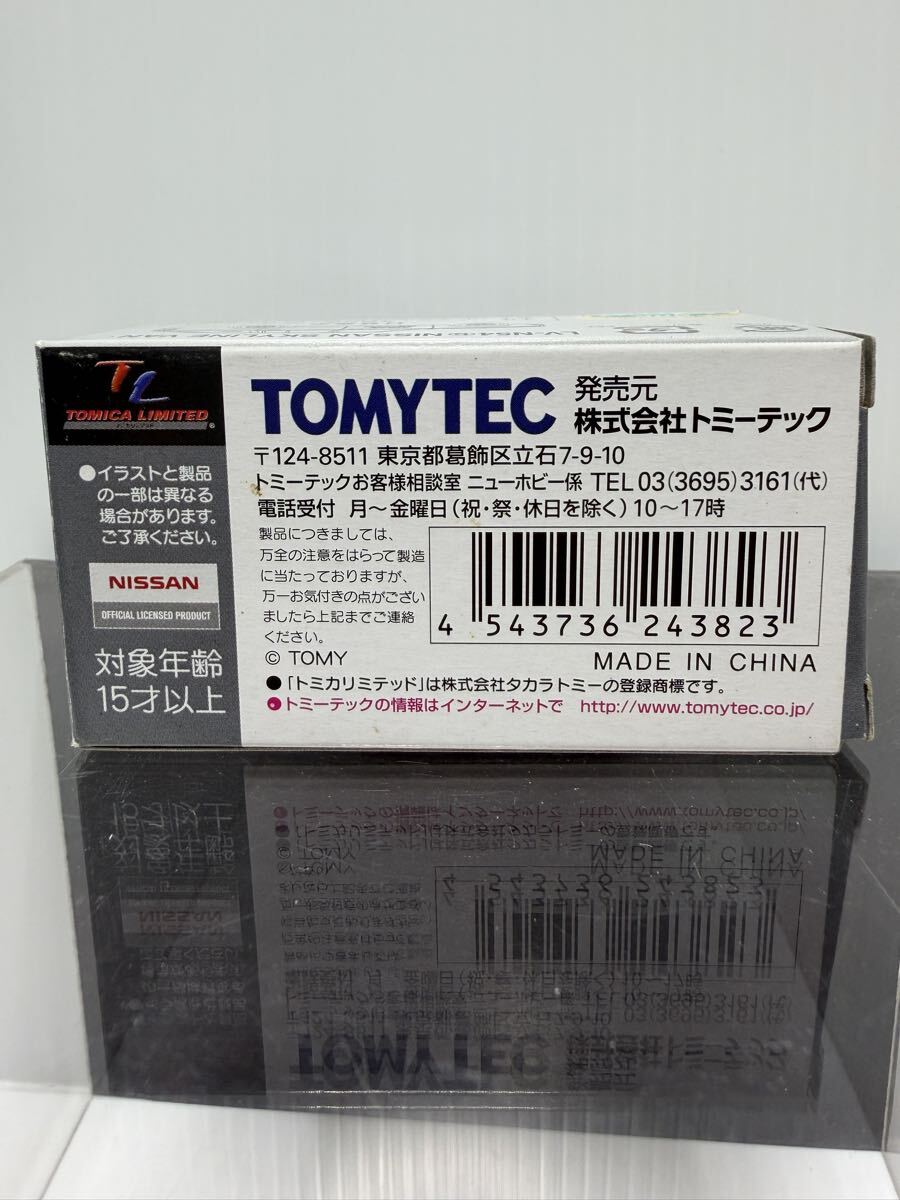 LV-N54 NISSAN SKYLINE
TL
TOMICA LIMITED
®
●イラストと製品
の一部は異なる
場合があります。
ご了承ください。
NISSAN
OFFICIAL LICENSED PRODUCT
対象年齢
15才以上
TOMYTEC 発売元
株式会社トミーテック
〒124-8511 東京都葛飾区立石7-9-10
トミーテックお客様相談室 ニューホビー係 TEL 03(3695)3161(代)
電話受付 月〜金曜日(祝・祭・休日を除く)10〜17時
製品につきましては、
万全の注意をはらって製造
に当たっておりますが、
万一お気付きの点がござい
ましたら上記までご連絡
ください。
4 543736 243823
© TOMY MADE IN CHINA
●「トミカリミテッド」は株式会社タカラトミーの登録商標です。
●トミーテックの情報はインターネットで http://www.tomytec.co.jp/